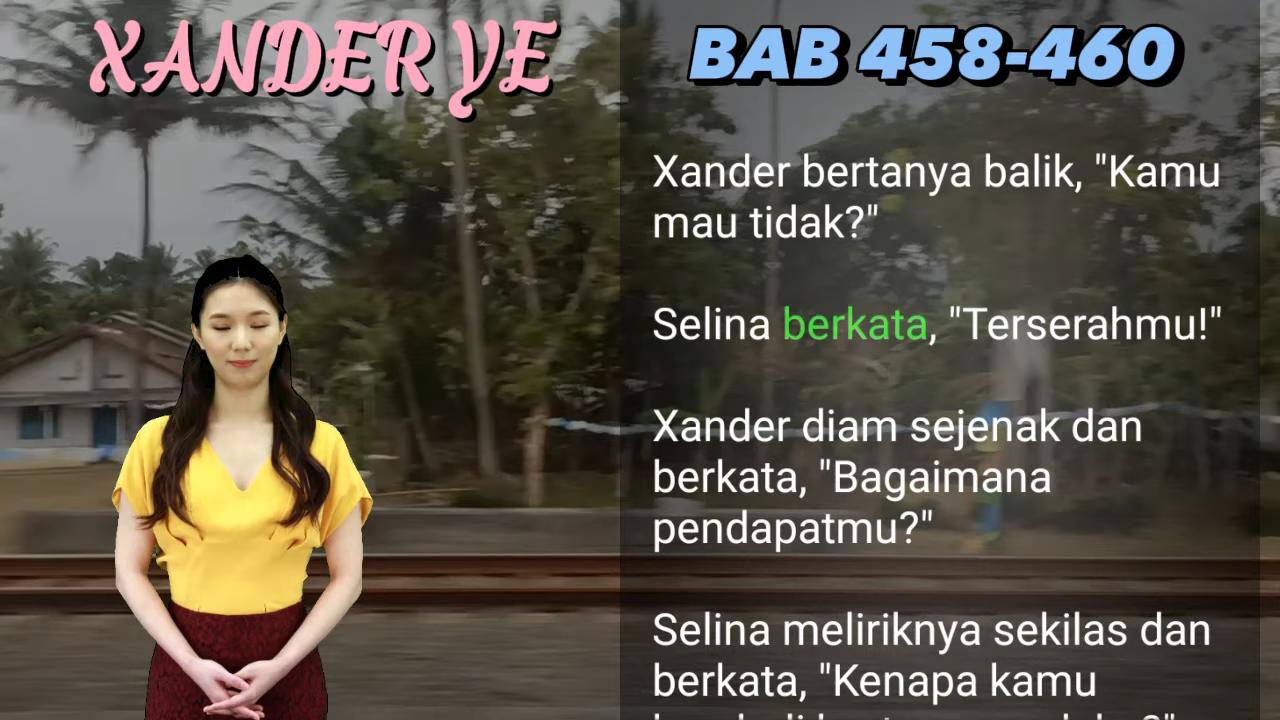 XANDER YE
BAB 458-460
Xander bertanya balik, "Kamu
mau tidak?"
Selina berkata, "Terserahmu!"
Xander diam sejenak dan
berkata, "Bagaimana
pendapatmu?"
Selina meliriknya sekilas dan
berkata, "Kenapa kamu